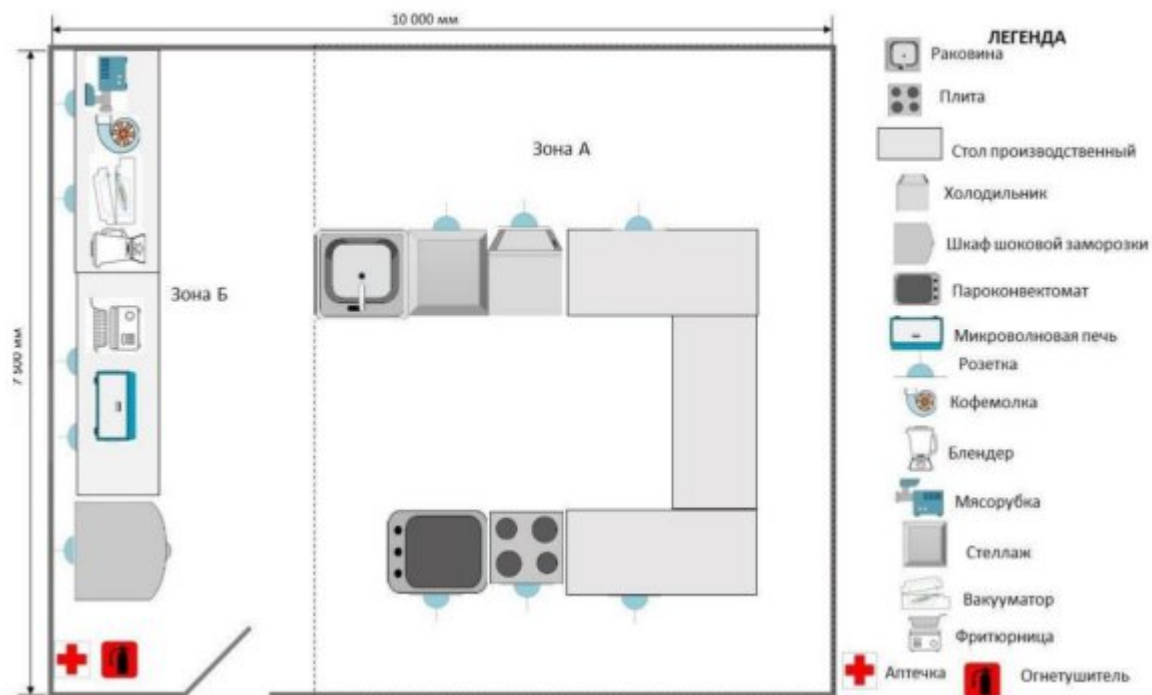 10 000 мм
7 500 мм
Зона А
Зона Б
ЛЕГЕНДА
Раковина
Плита
Стол производственный
Холодильник
Шкаф шоковой заморозки
Пароконвектомат
Микроволновая печь
Розетка
Кофемолка
Блендер
Мясорубка
Стеллаж
Вакууматор
Фритюрница
Аптечка
Огнетушитель